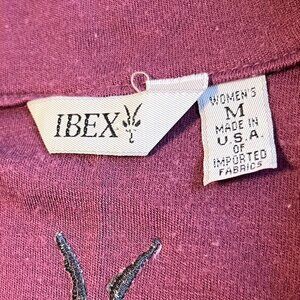 IBEX
WOMEN'S
M
MADE IN
U.S.A.
OF
IMPORTED
FABRICS